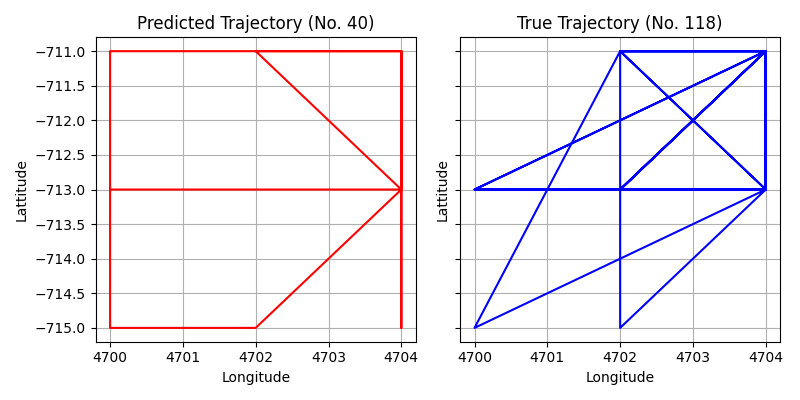 Predicted Trajectory (No. 40)
True Trajectory (No. 118)
Lattitude
−711.0
−711.5
−712.0
−712.5
−713.0
−713.5
−714.0
−714.5
−715.0
4700 4701 4702 4703 4704
Longitude
Lattitude
4700 4701 4702 4703 4704
Longitude